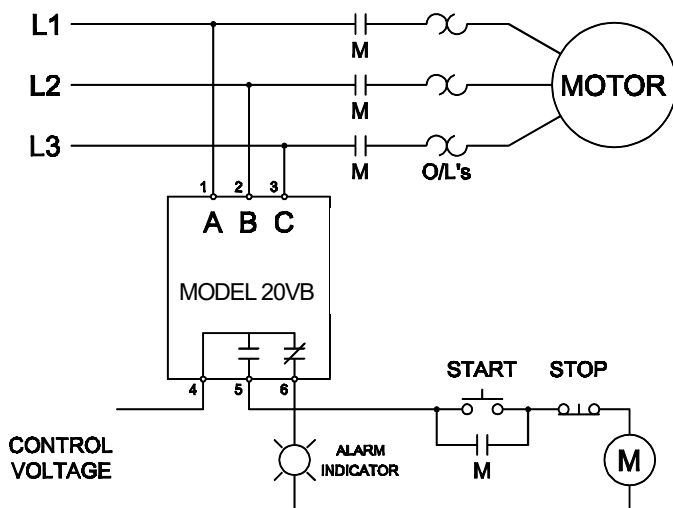 L1
M
L2
MOTOR
M
L3
M
O/L's
1 2 3
A B C
MODEL 20VB
4 5 6
START STOP
CONTROL
VOLTAGE
ALARM
INDICATOR
M
M